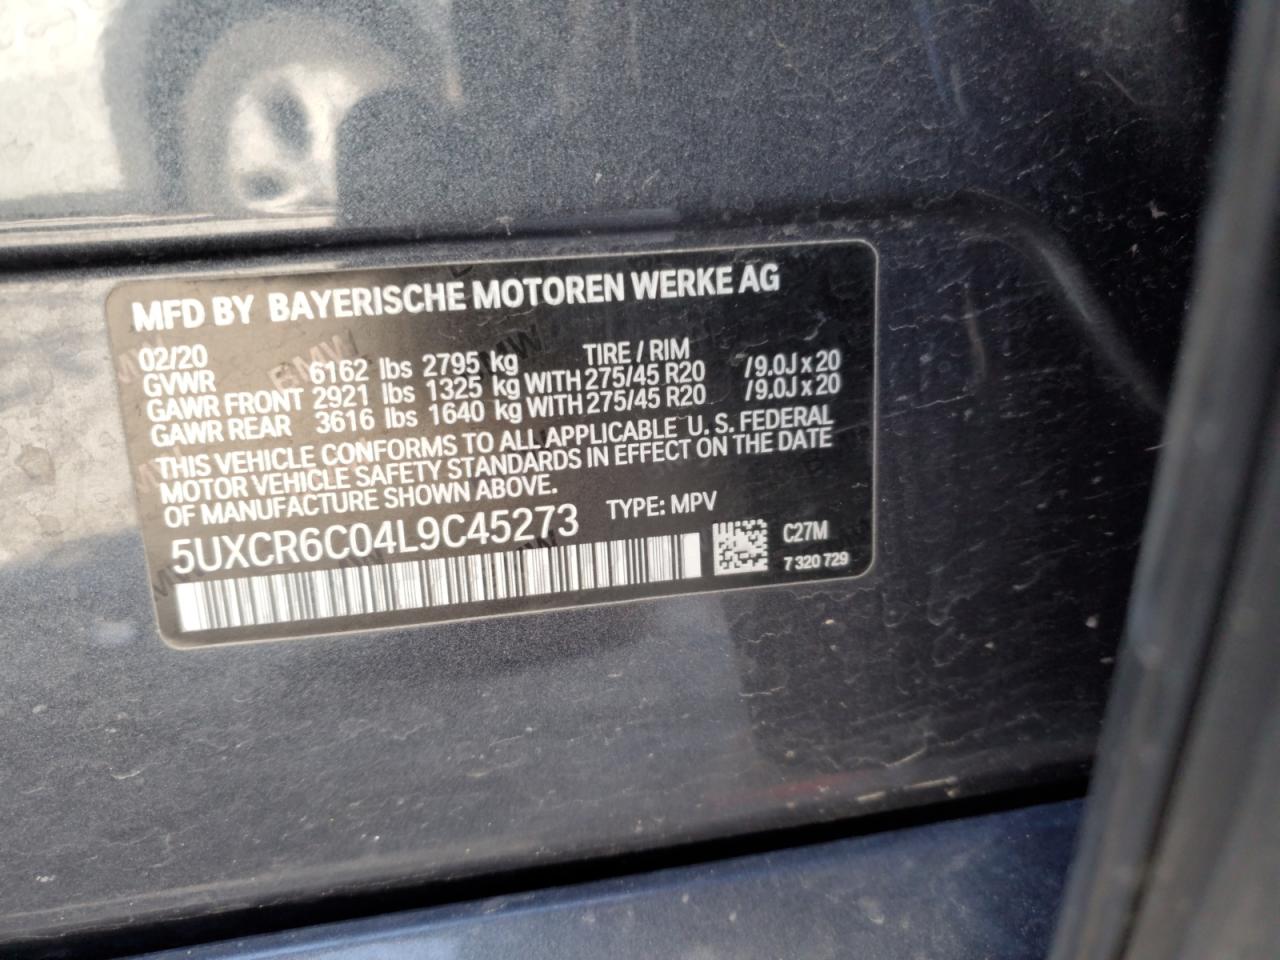 MFD BY BAYERISCHE MOTOREN WERKE AG
02/20 TIRE / RIM
GVWR 6162 lbs 2795 kg
GAWR FRONT 2921 lbs 1325 kg WITH 275/45 R20 /9.0J x 20
GAWR REAR 3616 lbs 1640 kg WITH 275/45 R20 /9.0J x 20
THIS VEHICLE CONFORMS TO ALL APPLICABLE U. S. FEDERAL
MOTOR VEHICLE SAFETY STANDARDS IN EFFECT ON THE DATE
OF MANUFACTURE SHOWN ABOVE.
5UXCR6C04L9C45273 TYPE: MPV
C27M
7 320 729